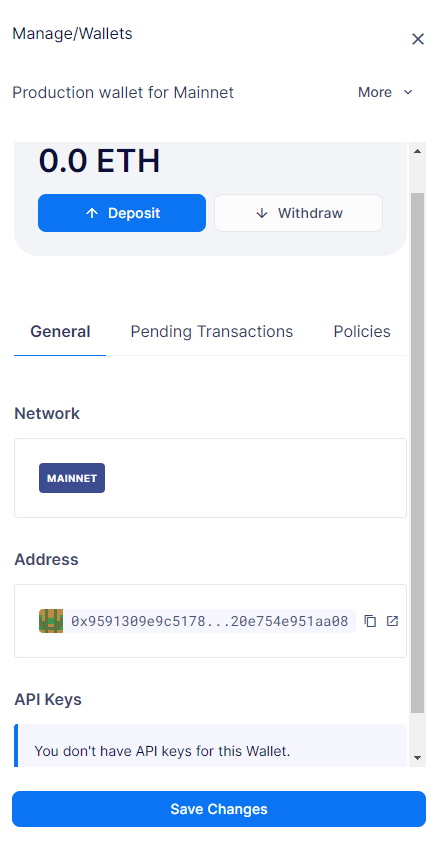 Manage/Wallets
Production wallet for Mainnet
More
0.0 ETH
Deposit
Withdraw
General
Pending Transactions
Policies
Network
MAINNET
Address
0x9591309e9c5178...20e754e951aa08
API Keys
You don't have API keys for this Wallet.
Save Changes